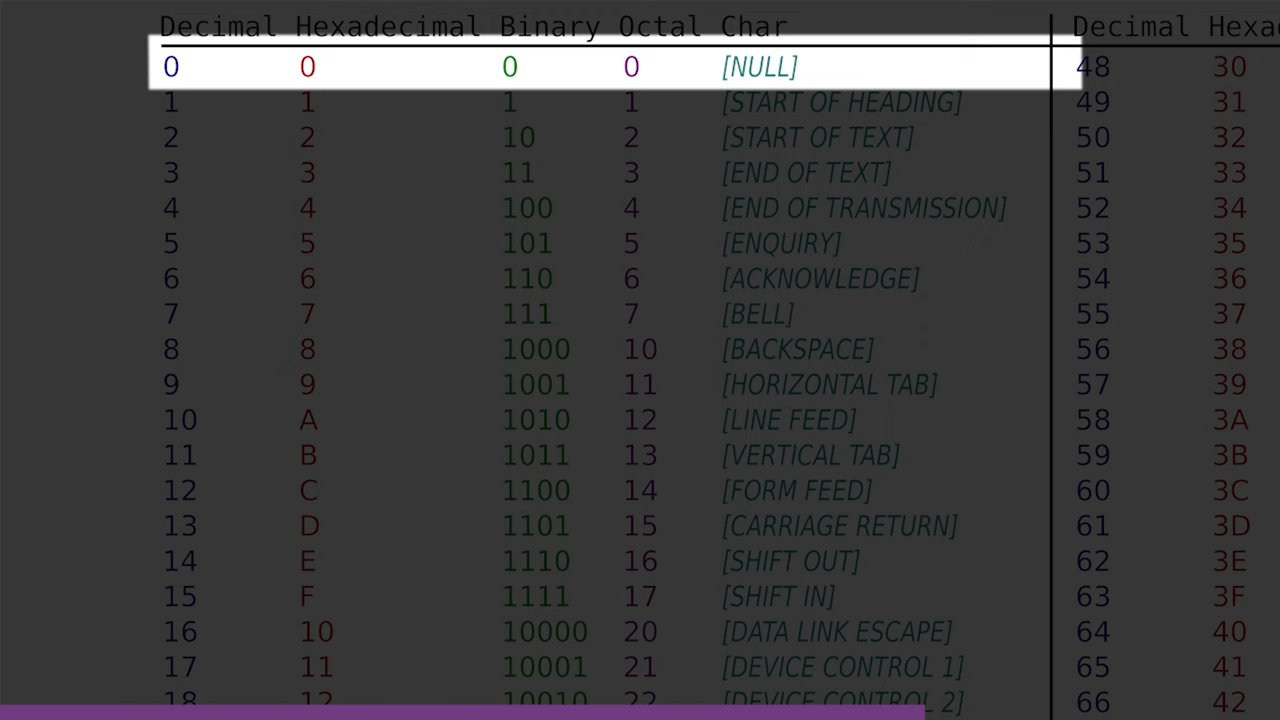 Decimal Hexadecimal Binary Octal Char Decimal Hexa
0 0 0 0 [NULL] 48 30
1 1 1 1 [START OF HEADING] 49 31
2 2 10 2 [START OF TEXT] 50 32
3 3 11 3 [END OF TEXT] 51 33
4 4 100 4 [END OF TRANSMISSION] 52 34
5 5 101 5 [ENQUIRY] 53 35
6 6 110 6 [ACKNOWLEDGE] 54 36
7 7 111 7 [BELL] 55 37
8 8 1000 10 [BACKSPACE] 56 38
9 9 1001 11 [HORIZONTAL TAB] 57 39
10 A 1010 12 [LINE FEED] 58 3A
11 B 1011 13 [VERTICAL TAB] 59 3B
12 C 1100 14 [FORM FEED] 60 3C
13 D 1101 15 [CARRIAGE RETURN] 61 3D
14 E 1110 16 [SHIFT OUT] 62 3E
15 F 1111 17 [SHIFT IN] 63 3F
16 10 10000 20 [DATA LINK ESCAPE] 64 40
17 11 10001 21 [DEVICE CONTROL 1] 65 41
18 12 10010 22 [DEVICE CONTROL 2] 66 42